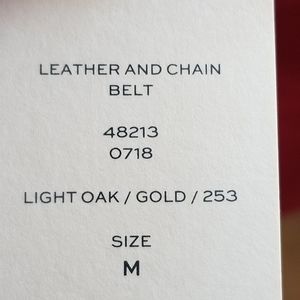 LEATHER AND CHAIN
BELT
48213
0718
LIGHT OAK / GOLD / 253
SIZE
M